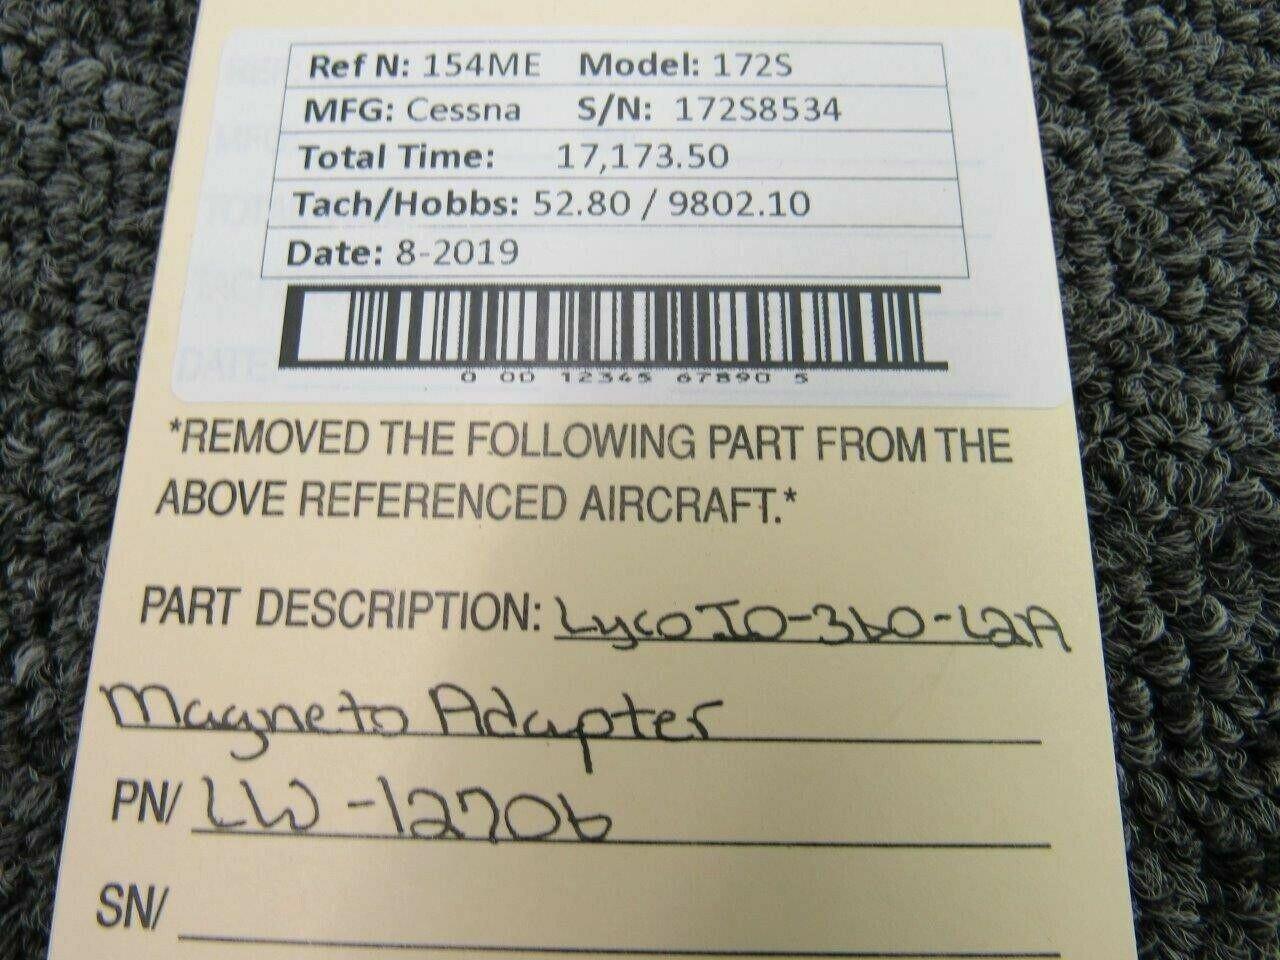 Ref N: 154ME Model: 172S
MFG: Cessna S/N: 172S8534
Total Time: 17,173.50
Tach/Hobbs: 52.80 / 9802.10
Date: 8-2019
0 00 12345 67890 5
*REMOVED THE FOLLOWING PART FROM THE
ABOVE REFERENCED AIRCRAFT.*
PART DESCRIPTION: Lyco IO-360-L2A
Magneto Adapter
PN/ LW-12706
SN/